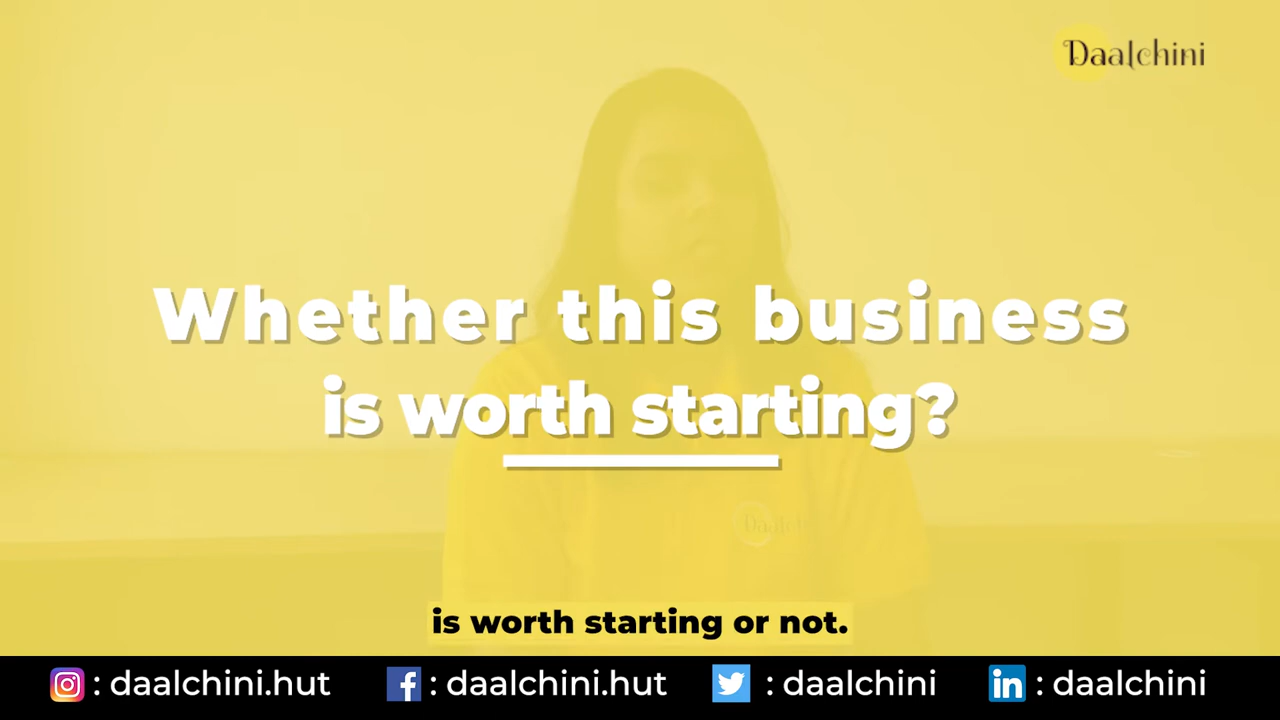 Daalchini
Whether this business
is worth starting?
is worth starting or not.
: daalchini.hut : daalchini.hut : daalchini : daalchini